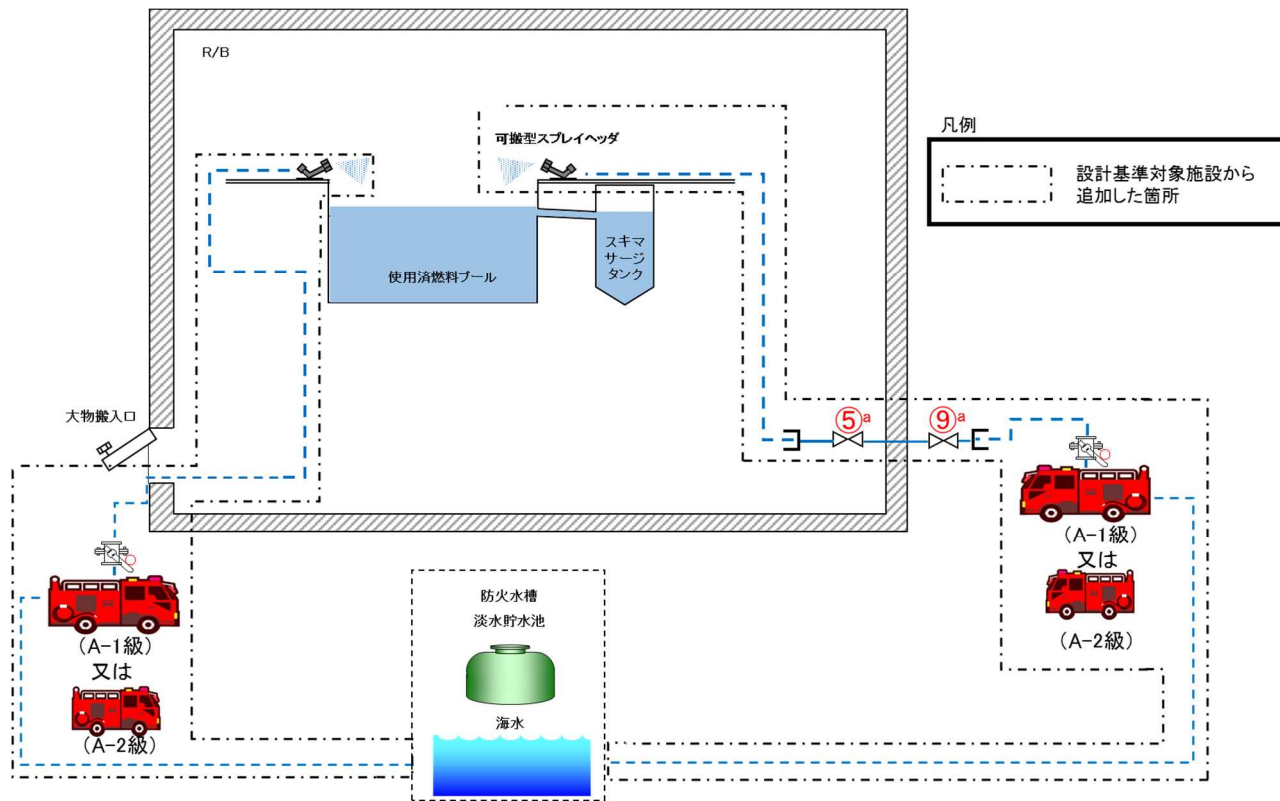 R/B
可搬型スプレイヘッダ
凡例
設計基準対象施設から
追加した箇所
スキマ
サージ
タンク
使用済燃料プール
大物搬入口
⑤a
⑨a
(A-1級)
又は
(A-2級)
防火水槽
淡水貯水池
海水
(A-1級)
又は
(A-2級)